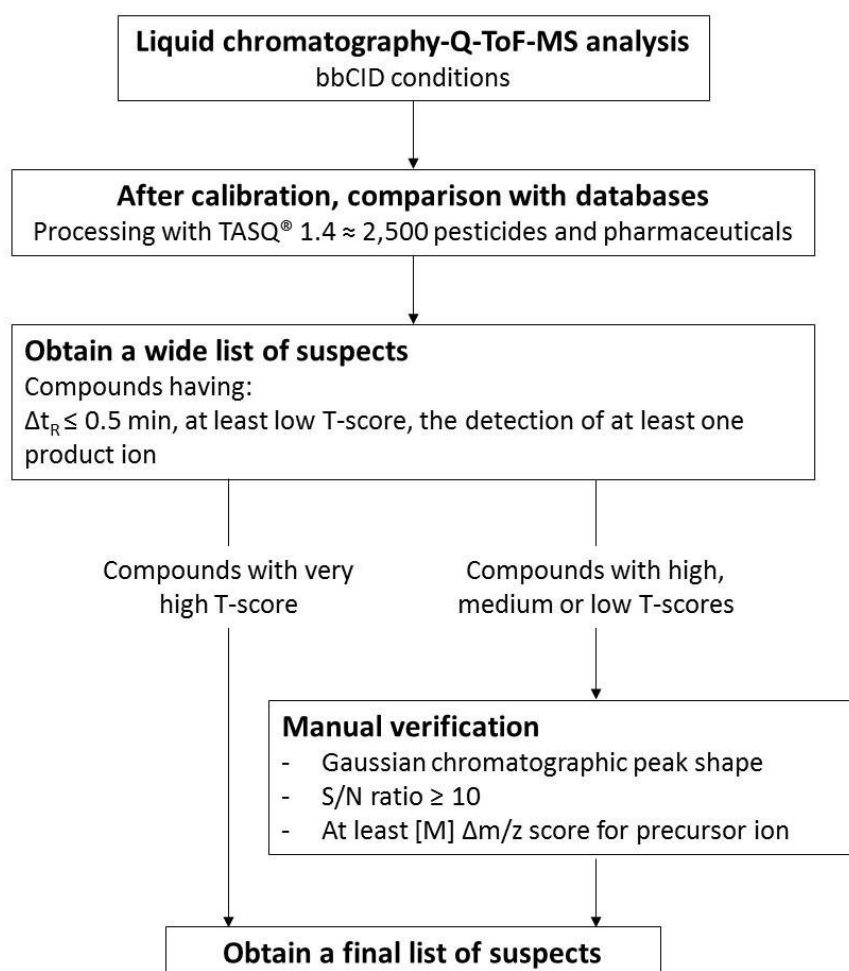 Liquid chromatography-Q-ToF-MS analysis
bbCID conditions
After calibration, comparison with databases
Processing with TASQ® 1.4 ≈ 2,500 pesticides and pharmaceuticals
Obtain a wide list of suspects
Compounds having:
ΔtR ≤ 0.5 min, at least low T-score, the detection of at least one
product ion
Compounds with very
high T-score
Compounds with high,
medium or low T-scores
Manual verification
- Gaussian chromatographic peak shape
- S/N ratio ≥ 10
- At least [M] Δm/z score for precursor ion
Obtain a final list of suspects